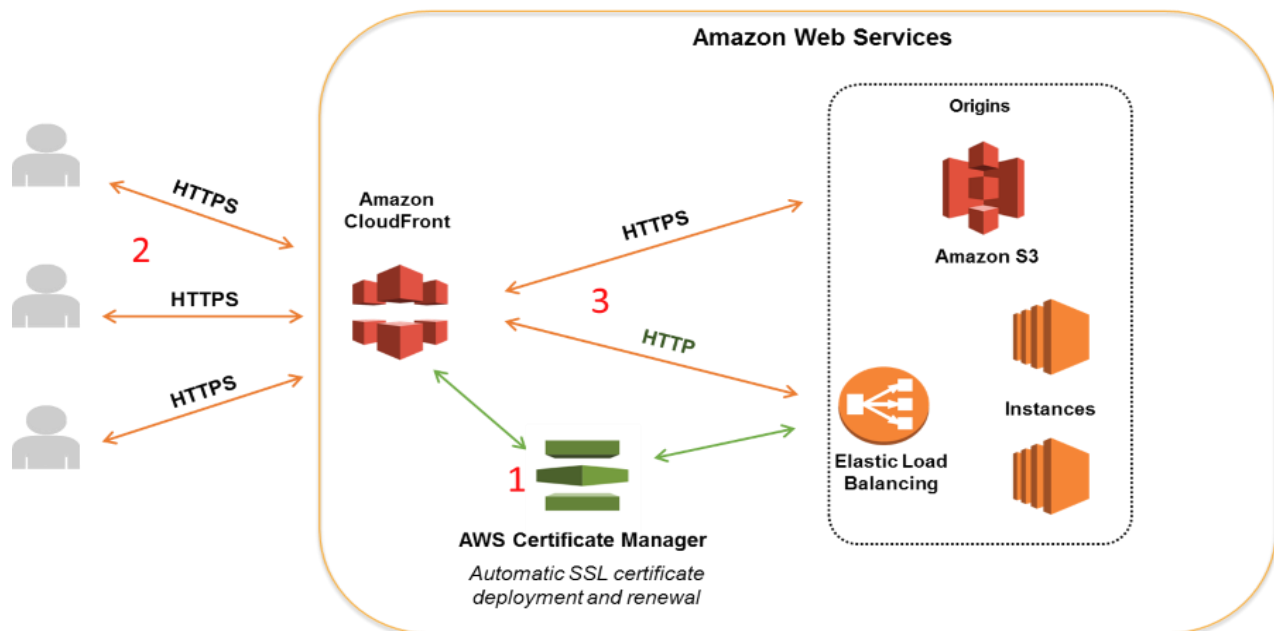 Amazon Web Services
Origins
HTTPS
2
HTTPS
HTTPS
Amazon
CloudFront
HTTPS
3
HTTP
Amazon S3
Instances
Elastic Load
Balancing
1
AWS Certificate Manager
Automatic SSL certificate
deployment and renewal